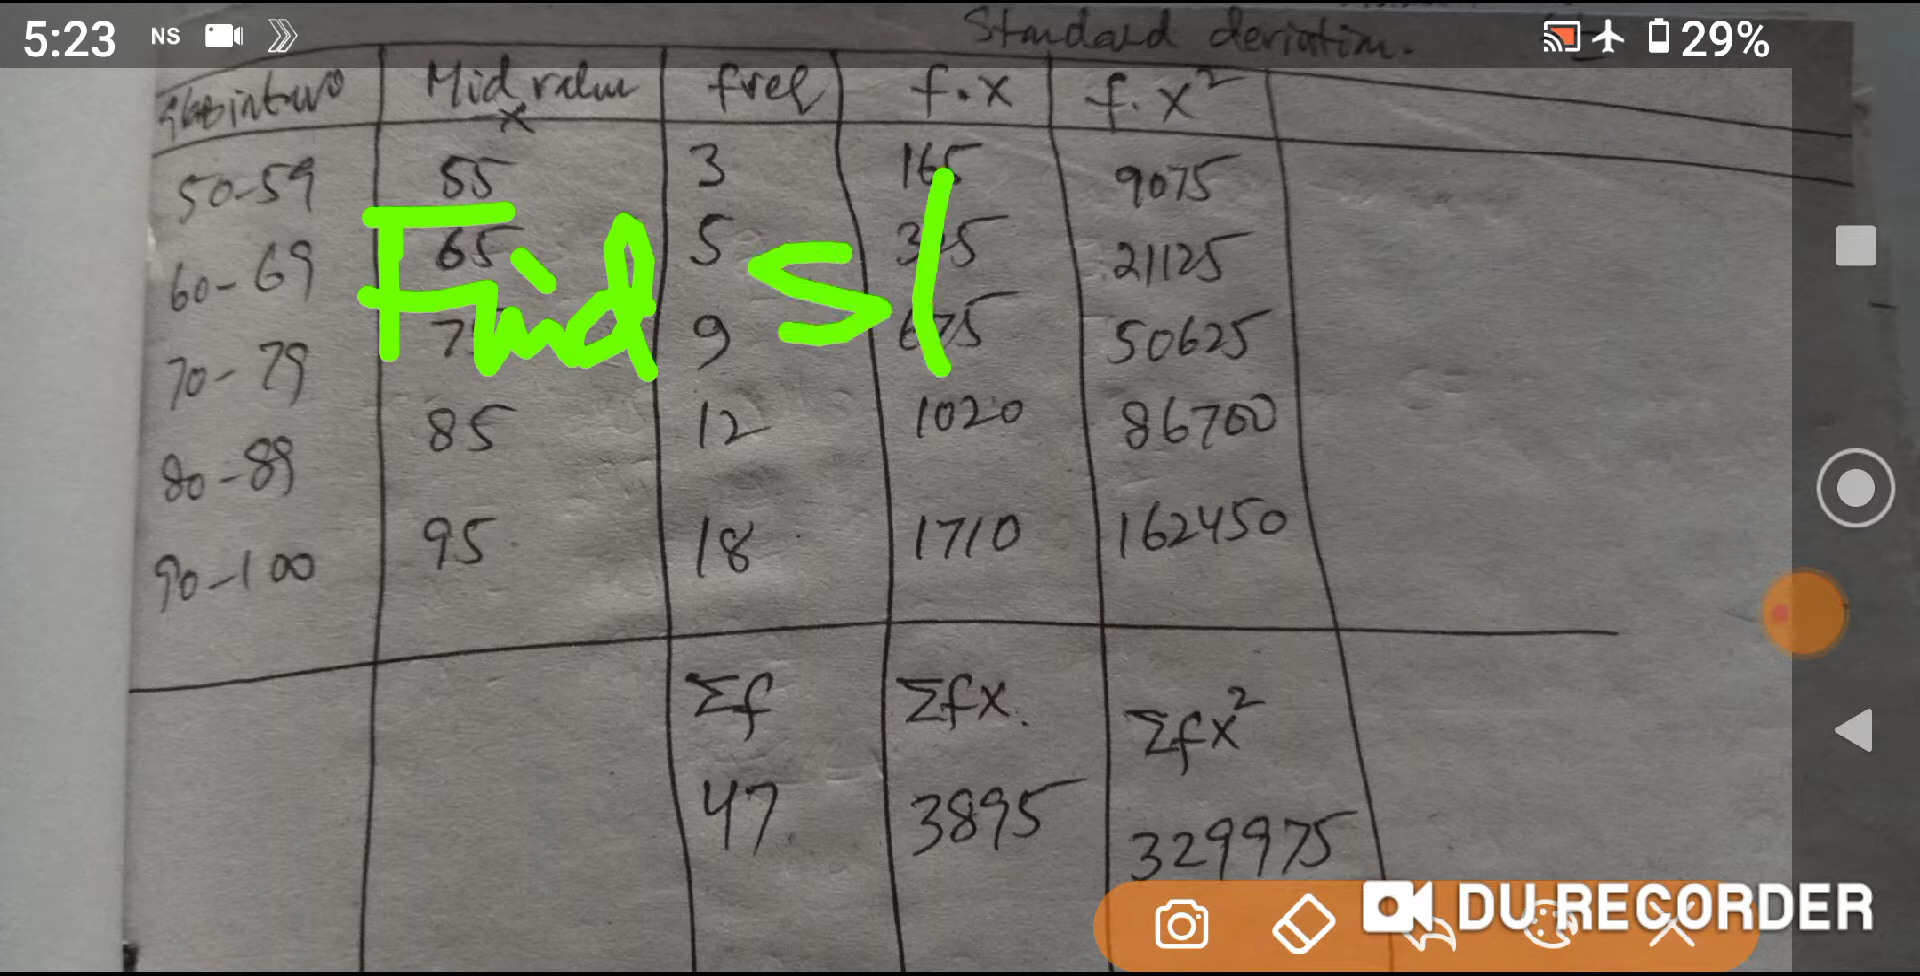 5:23 NS 29%
Standard deviation.
Mid value freq f.x f.x²
x
50-59 55 3 165 9075
60-69 65 5 325 21125
70-79 9 675 50625
80-89 85 12 1020 86700
90-100 95 18 1710 162450
Find s
Σf Σfx. Σfx²
47 3895 329975
DU RECORDER